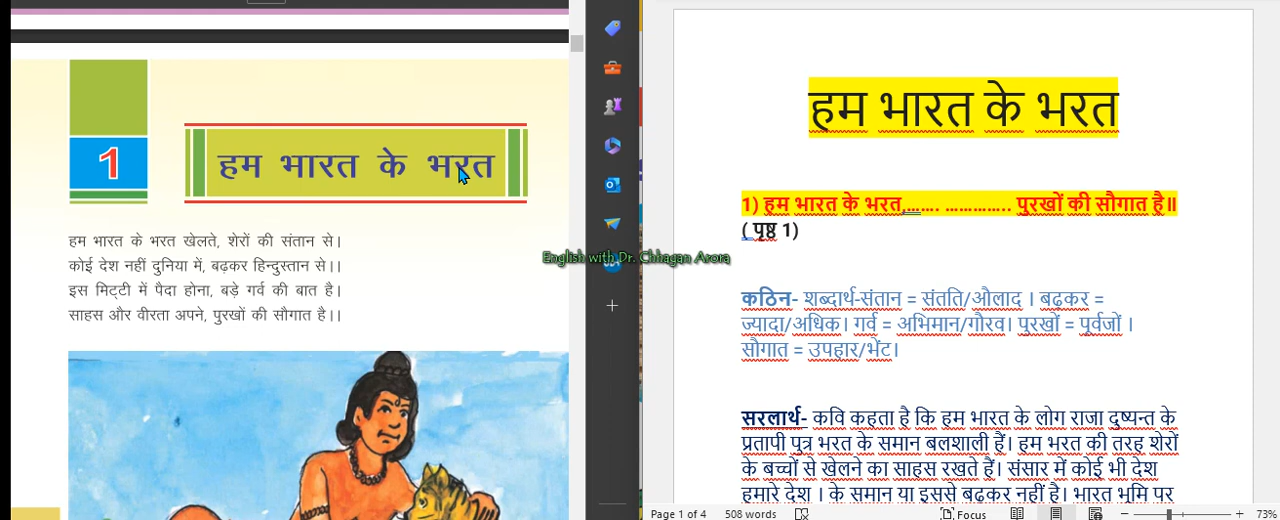 1
हम भारत के भरत
हम भारत के भरत खेलते, शेरों की संतान से।
कोई देश नहीं दुनिया में, बढ़कर हिन्दुस्तान से।।
इस मिट्टी में पैदा होना, बड़े गर्व की बात है।
साहस और वीरता अपने, पुरखों की सौगात है।।
English with Dr. Chhagan Arora
हम भारत के भरत
1) हम भारत के भरत,……. ………….. पुरखों की सौगात है॥
( पृष्ठ 1)
कठिन- शब्दार्थ-संतान = संतति/औलाद । बढ़कर =
ज्यादा/अधिक। गर्व = अभिमान/गौरव। पुरखों = पूर्वजों ।
सौगात = उपहार/भेंट।
सरलार्थ- कवि कहता है कि हम भारत के लोग राजा दुष्यन्त के
प्रतापी पुत्र भरत के समान बलशाली हैं। हम भरत की तरह शेरों
के बच्चों से खेलने का साहस रखते हैं। संसार में कोई भी देश
हमारे देश । के समान या इससे बढ़कर नहीं है। भारत भूमि पर
Page 1 of 4 508 words Focus 73%